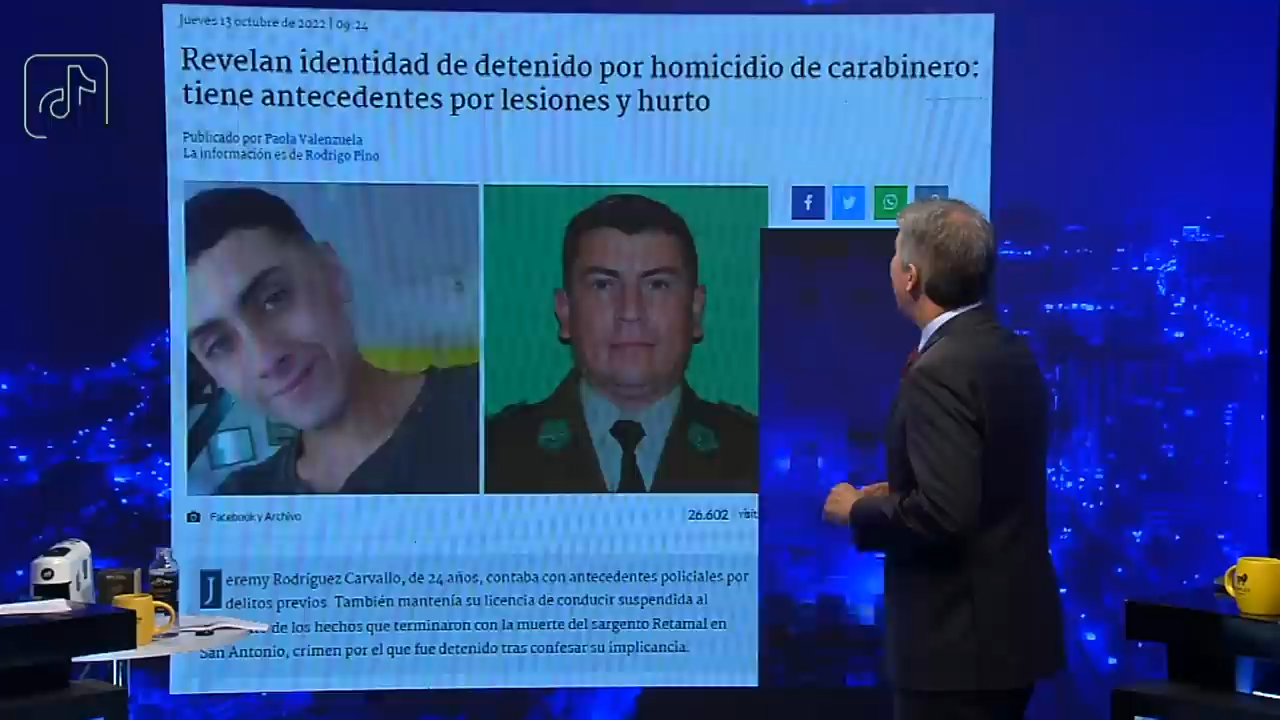 Jueves 13 octubre de 2022 | 09:24
Revelan identidad de detenido por homicidio de carabinero:
tiene antecedentes por lesiones y hurto
Publicado por Paola Valenzuela
La información es de Rodrigo Pino
Facebook y Archivo
26.602 visit
Jeremy Rodríguez Carvallo, de 24 años, contaba con antecedentes policiales por
delitos previos. También mantenía su licencia de conducir suspendida al
de los hechos que terminaron con la muerte del sargento Retamal en
San Antonio, crimen por el que fue detenido tras confesar su implicancia.